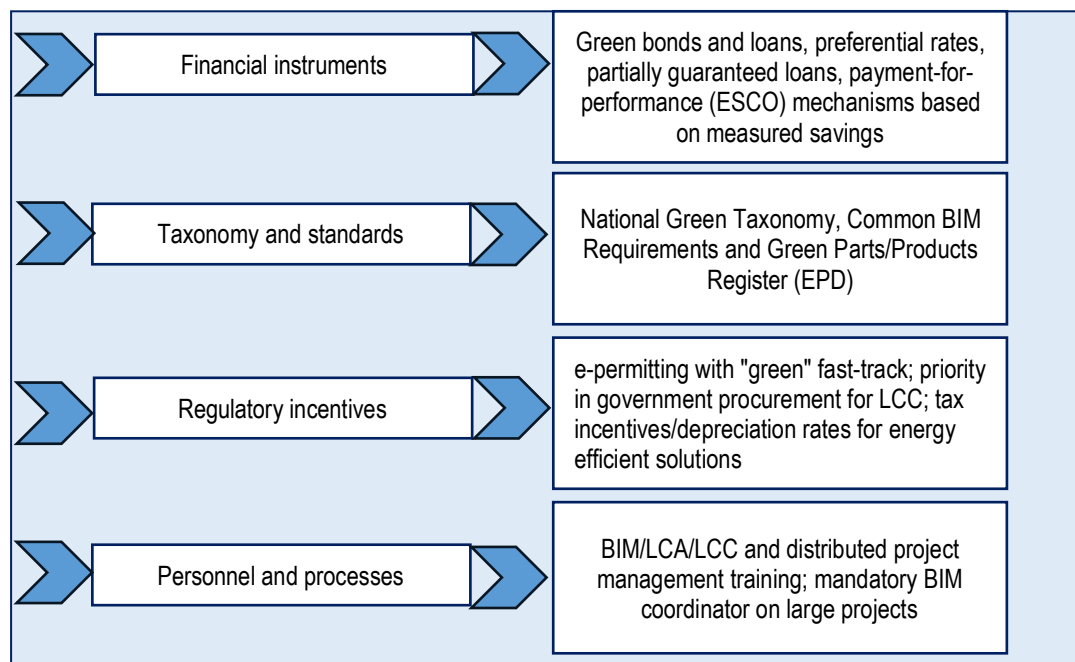 Financial instruments
Green bonds and loans, preferential rates,
partially guaranteed loans, payment-for-
performance (ESCO) mechanisms based
on measured savings
Taxonomy and standards
National Green Taxonomy, Common BIM
Requirements and Green Parts/Products
Register (EPD)
Regulatory incentives
e-permitting with "green" fast-track; priority
in government procurement for LCC; tax
incentives/depreciation rates for energy
efficient solutions
Personnel and processes
BIM/LCA/LCC and distributed project
management training; mandatory BIM
coordinator on large projects